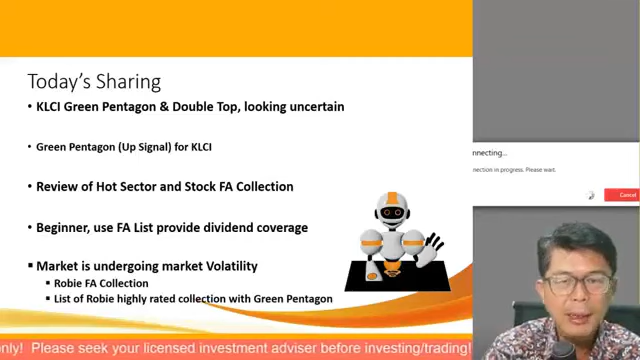 Today's Sharing
• KLCI Green Pentagon & Double Top, looking uncertain
• Green Pentagon (Up Signal) for KLCI
• Review of Hot Sector and Stock FA Collection
• Beginner, use FA List provide dividend coverage
▪ Market is undergoing market Volatility
• Robie FA Collection
• List of Robie highly rated collection with Green Pentagon
onnecting...
nnection in progress. Please wait.
Cancel
only! Please seek your licensed investment adviser before investing/trading!